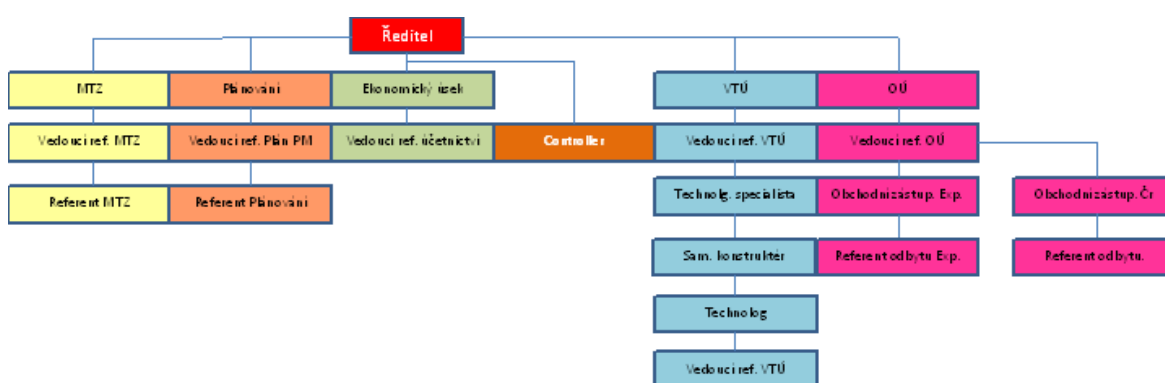 Ředitel
MTZ
Plánování
Ekonomický úsek
VTÚ
OÚ
Vedoucí ref. MTZ
Vedoucí ref. Plán PM
Vedoucí ref. účetnictví
Controller
Vedoucí ref. VTÚ
Vedoucí ref. OÚ
Referent MTZ
Referent Plánování
Technolg. specialista
Obchodní zástup. Exp.
Obchodní zástup. Čr
Sam. konstruktér
Referent odbytu Exp.
Referent odbytu.
Technolog
Vedoucí ref. VTÚ